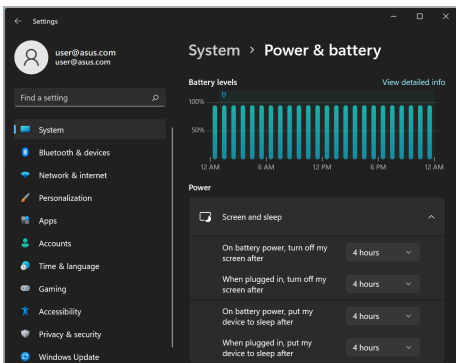 Settings
user@asus.com
user@asus.com
Find a setting
System
Bluetooth & devices
Network & internet
Personalization
Apps
Accounts
Time & language
Gaming
Accessibility
Privacy & security
Windows Update
System > Power & battery
Battery levels
View detailed info
100%
50%
12 AM 6 AM 12 PM 6 PM 12 AM
Power
Screen and sleep
On battery power, turn off my
screen after
4 hours
When plugged in, turn off my
screen after
4 hours
On battery power, put my
device to sleep after
4 hours
When plugged in, put my
device to sleep after
4 hours